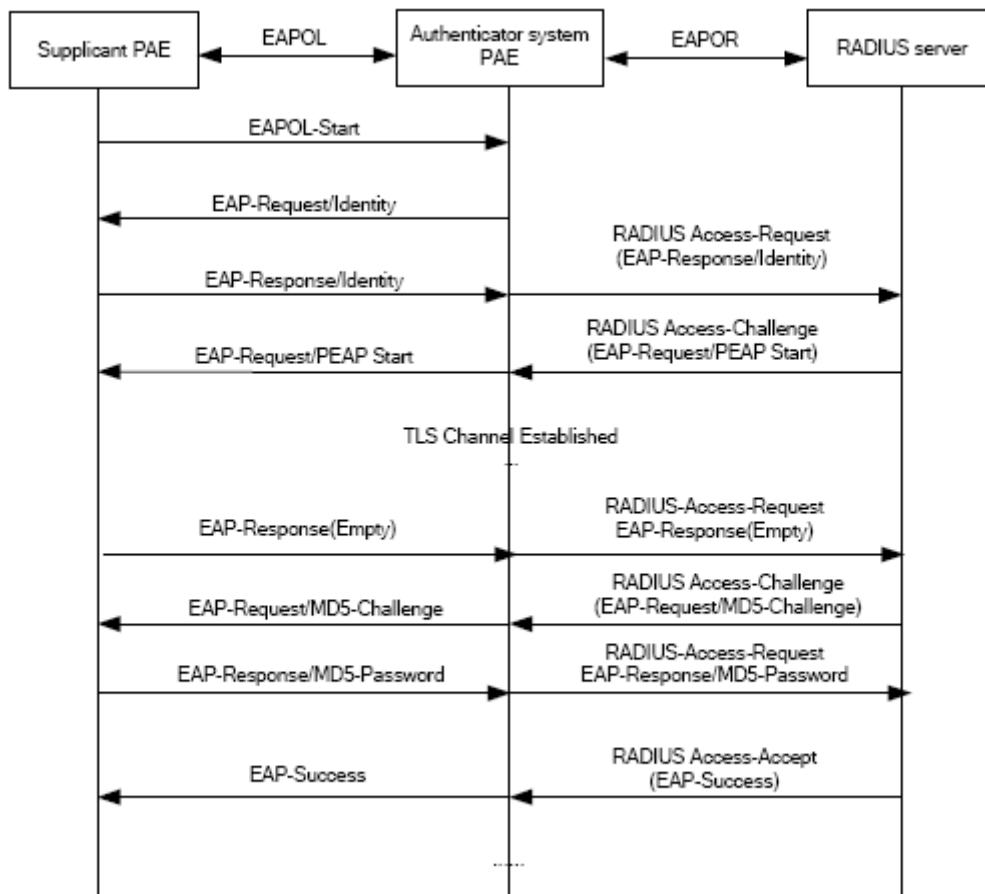 Supplicant PAE
EAPOL
Authenticator system
PAE
EAPOR
RADIUS server
EAPOL-Start
EAP-Request/Identity
RADIUS Access-Request
(EAP-Response/Identity)
EAP-Response/Identity
RADIUS Access-Challenge
(EAP-Request/PEAP Start)
EAP-Request/PEAP Start
TLS Channel Established
RADIUS-Access-Request
EAP-Response(Empty)
EAP-Response(Empty)
RADIUS Access-Challenge
(EAP-Request/MD5-Challenge)
EAP-Request/MD5-Challenge
RADIUS-Access-Request
EAP-Response/MD5-Password
EAP-Response/MD5-Password
RADIUS Access-Accept
(EAP-Success)
EAP-Success